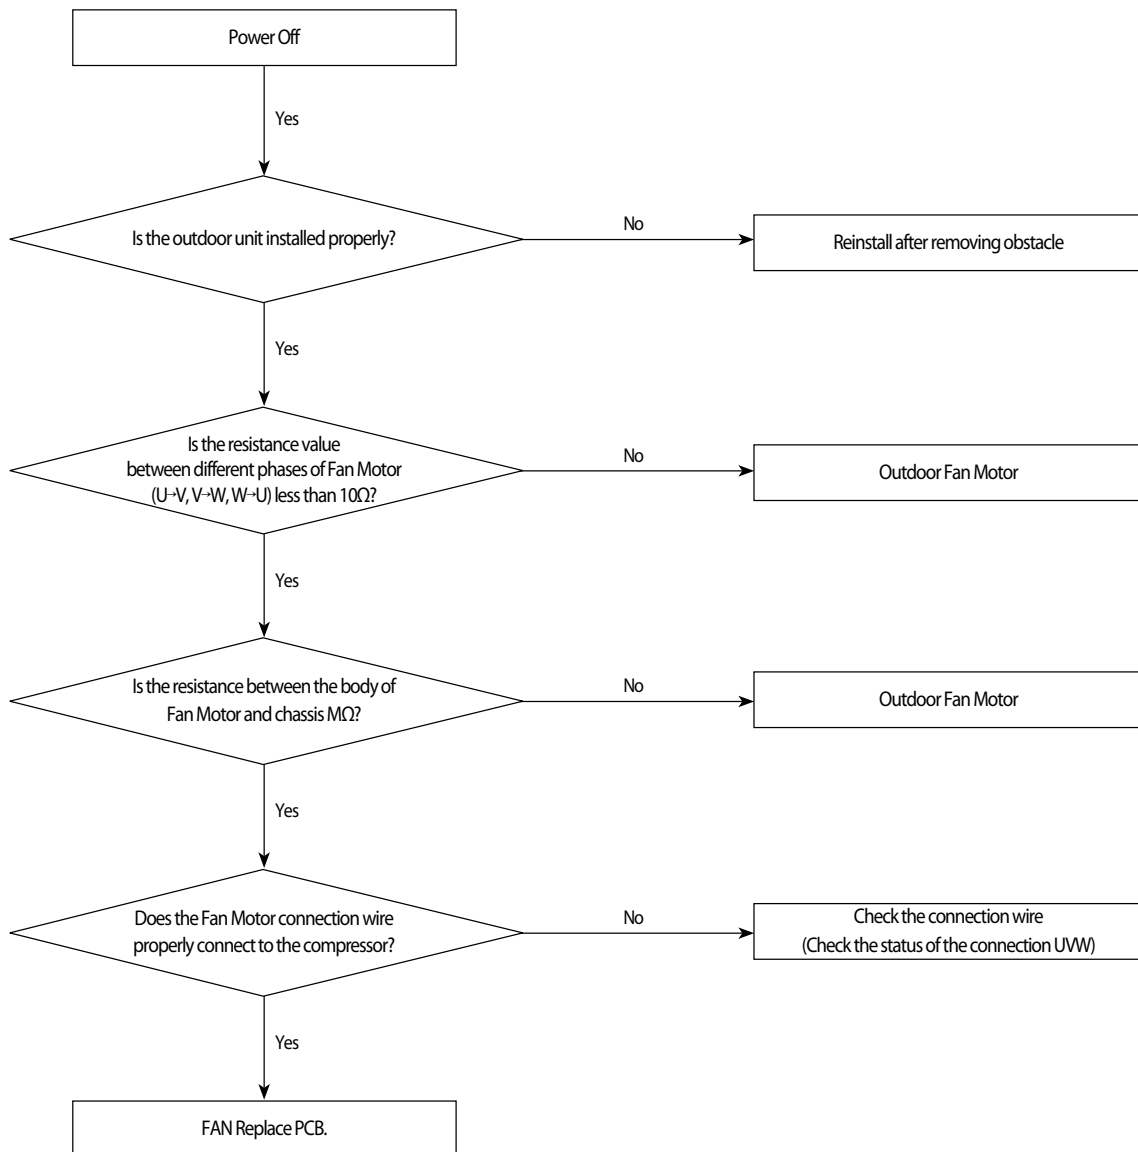 Power Off
Yes
Is the outdoor unit installed properly?
No
Reinstall after removing obstacle
Yes
Is the resistance value
between different phases of Fan Motor
(U→V, V→W, W→U) less than 10Ω?
No
Outdoor Fan Motor
Yes
Is the resistance between the body of
Fan Motor and chassis MΩ?
No
Outdoor Fan Motor
Yes
Does the Fan Motor connection wire
properly connect to the compressor?
No
Check the connection wire
(Check the status of the connection UVW)
Yes
FAN Replace PCB.